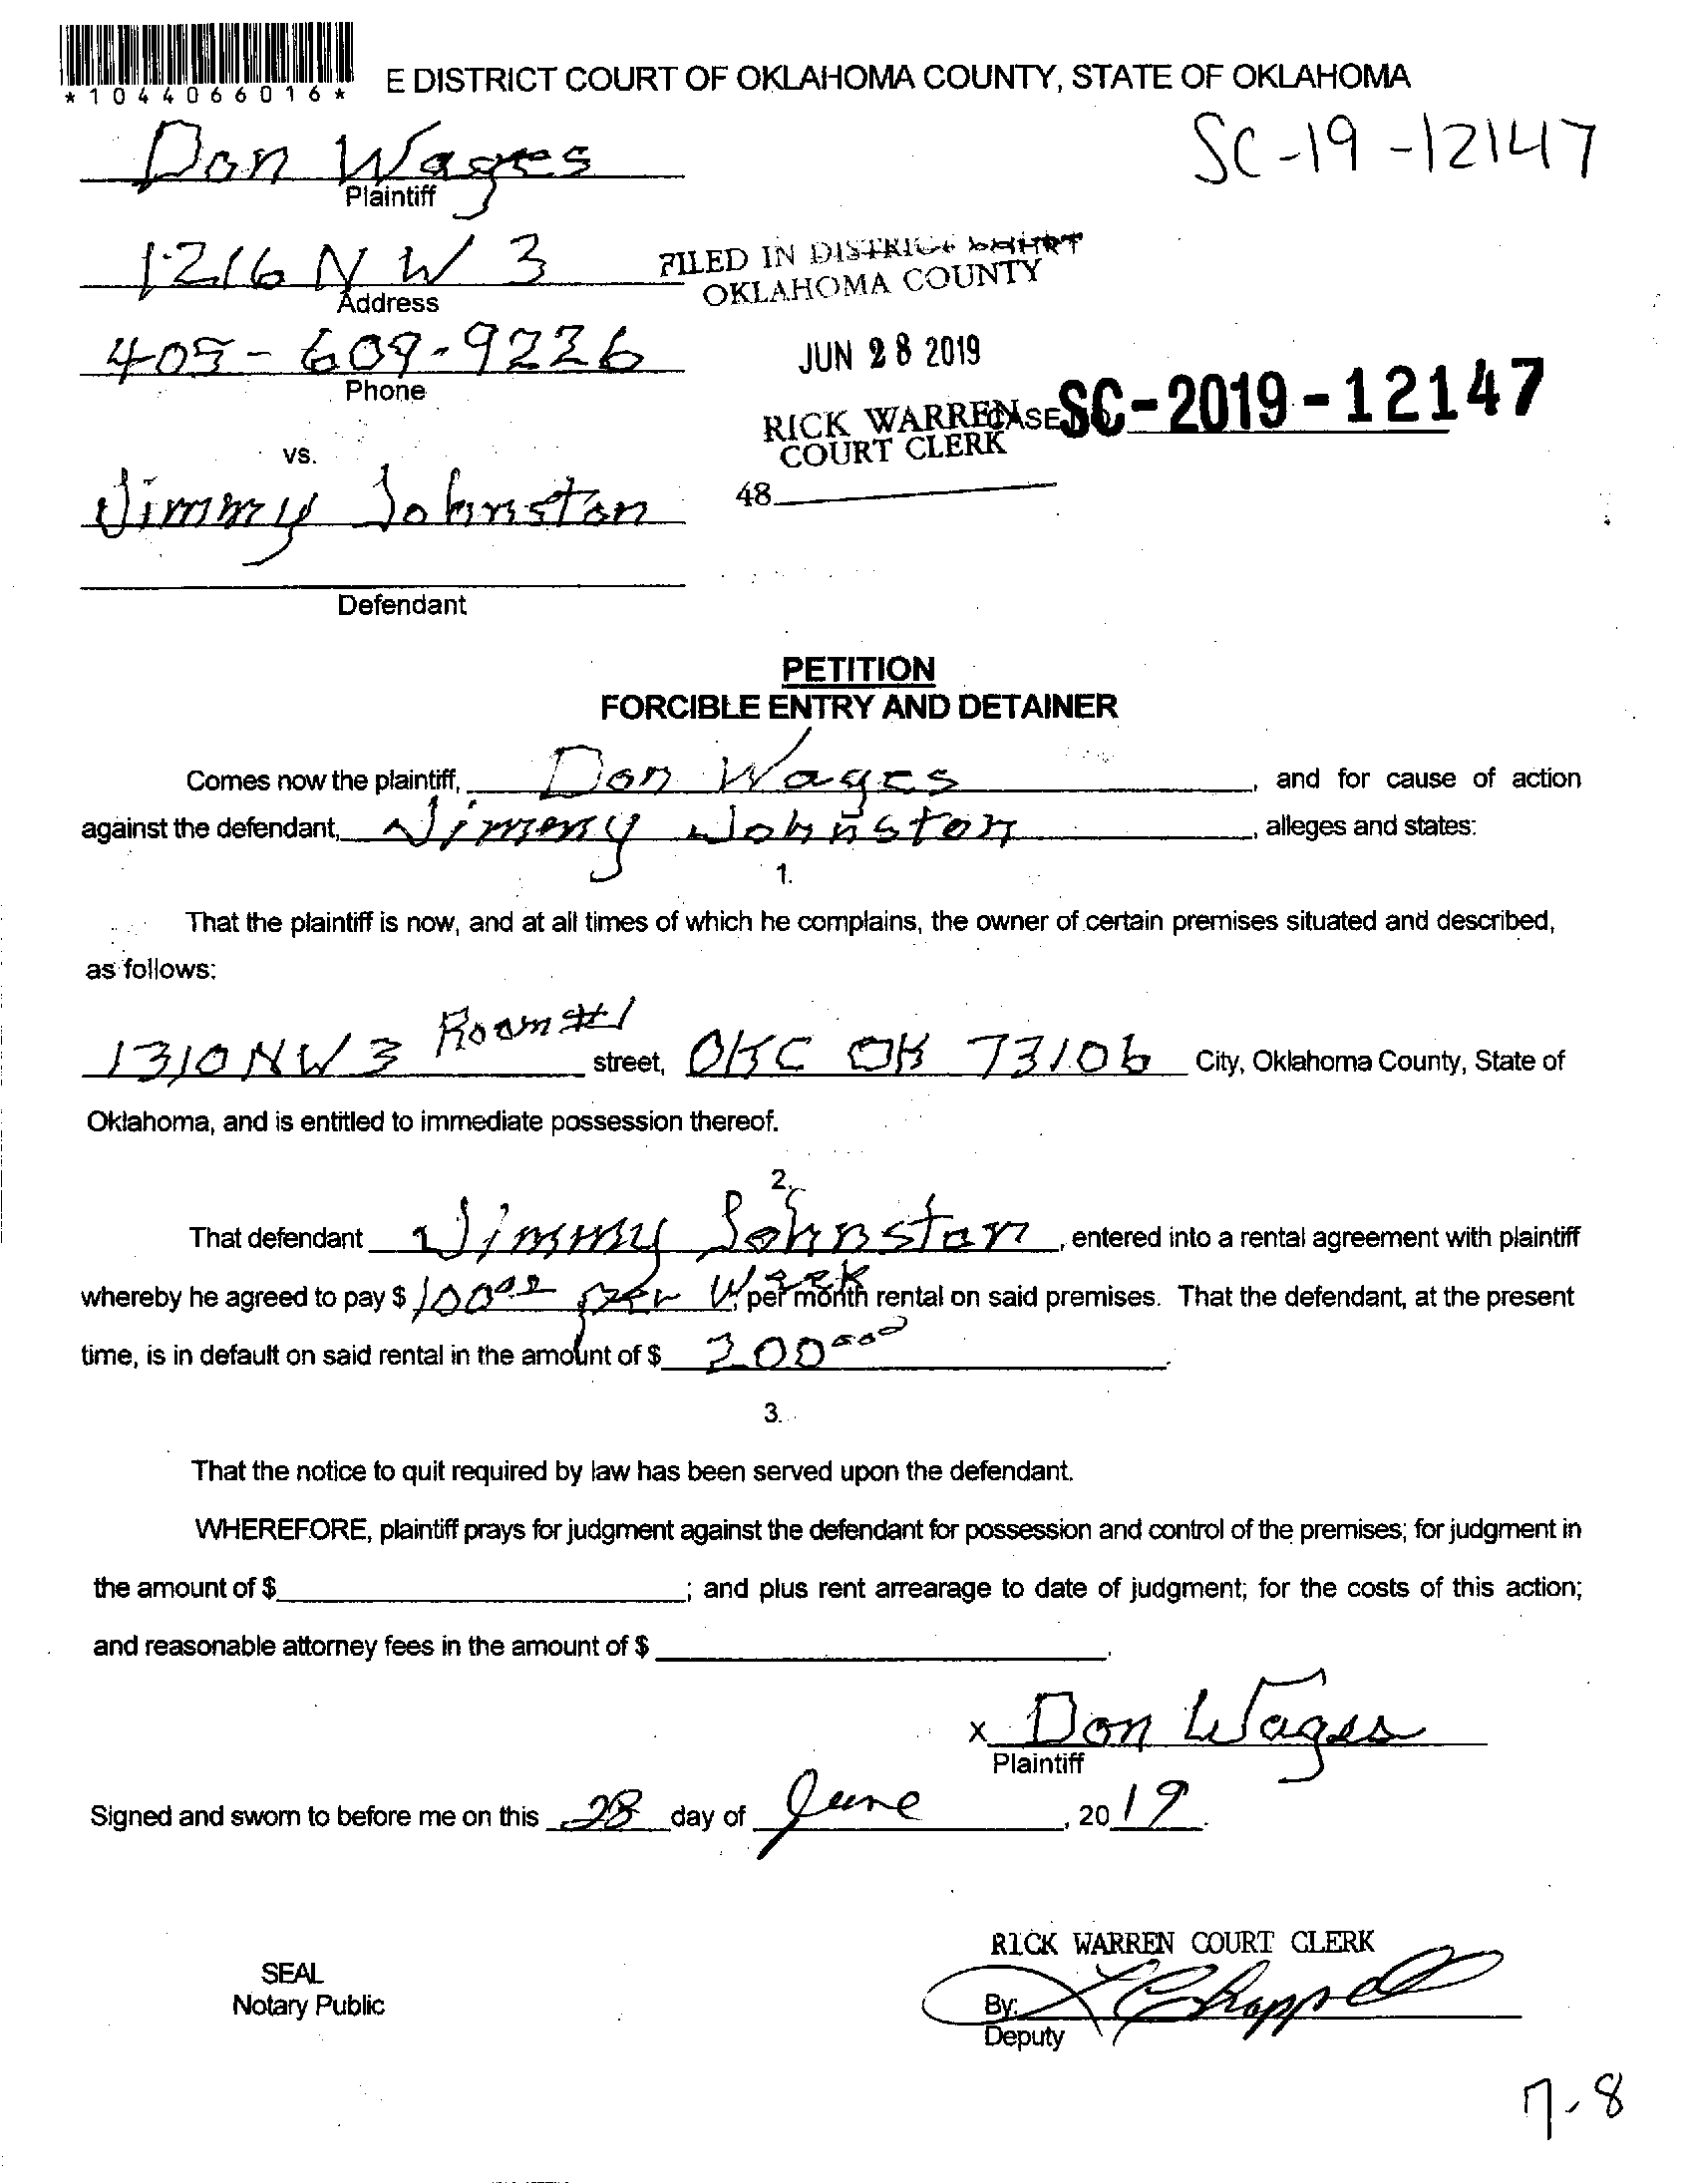 *1044066016*
E DISTRICT COURT OF OKLAHOMA COUNTY, STATE OF OKLAHOMA
SC-19-12147
Don Wages
Plaintiff
1216 NW 3
Address
FILED IN DISTRICT COURT
OKLAHOMA COUNTY
405-609-9226
Phone
JUN 28 2019
RICK WARREN
COURT CLERK
CASE SC-2019-12147
48
vs.
Jimmy Johnston
Defendant
PETITION
FORCIBLE ENTRY AND DETAINER
Comes now the plaintiff, Don Wages, and for cause of action
against the defendant, Jimmy Johnston, alleges and states:
1.
That the plaintiff is now, and at all times of which he complains, the owner of certain premises situated and described,
as follows:
1310 NW 3 Room #1 street, OKC OK 73106 City, Oklahoma County, State of
Oklahoma, and is entitled to immediate possession thereof.
2.
That defendant Jimmy Johnston, entered into a rental agreement with plaintiff
whereby he agreed to pay $ 100.00 per Week, per month rental on said premises. That the defendant, at the present
time, is in default on said rental in the amount of $ 200.00.
3.
That the notice to quit required by law has been served upon the defendant.
WHEREFORE, plaintiff prays for judgment against the defendant for possession and control of the premises; for judgment in
the amount of $ ; and plus rent arrearage to date of judgment; for the costs of this action;
and reasonable attorney fees in the amount of $ .
x Don Wages
Plaintiff
Signed and sworn to before me on this 28 day of June, 2019.
RICK WARREN COURT CLERK
SEAL
Notary Public
By: L Chappell
Deputy
7-8